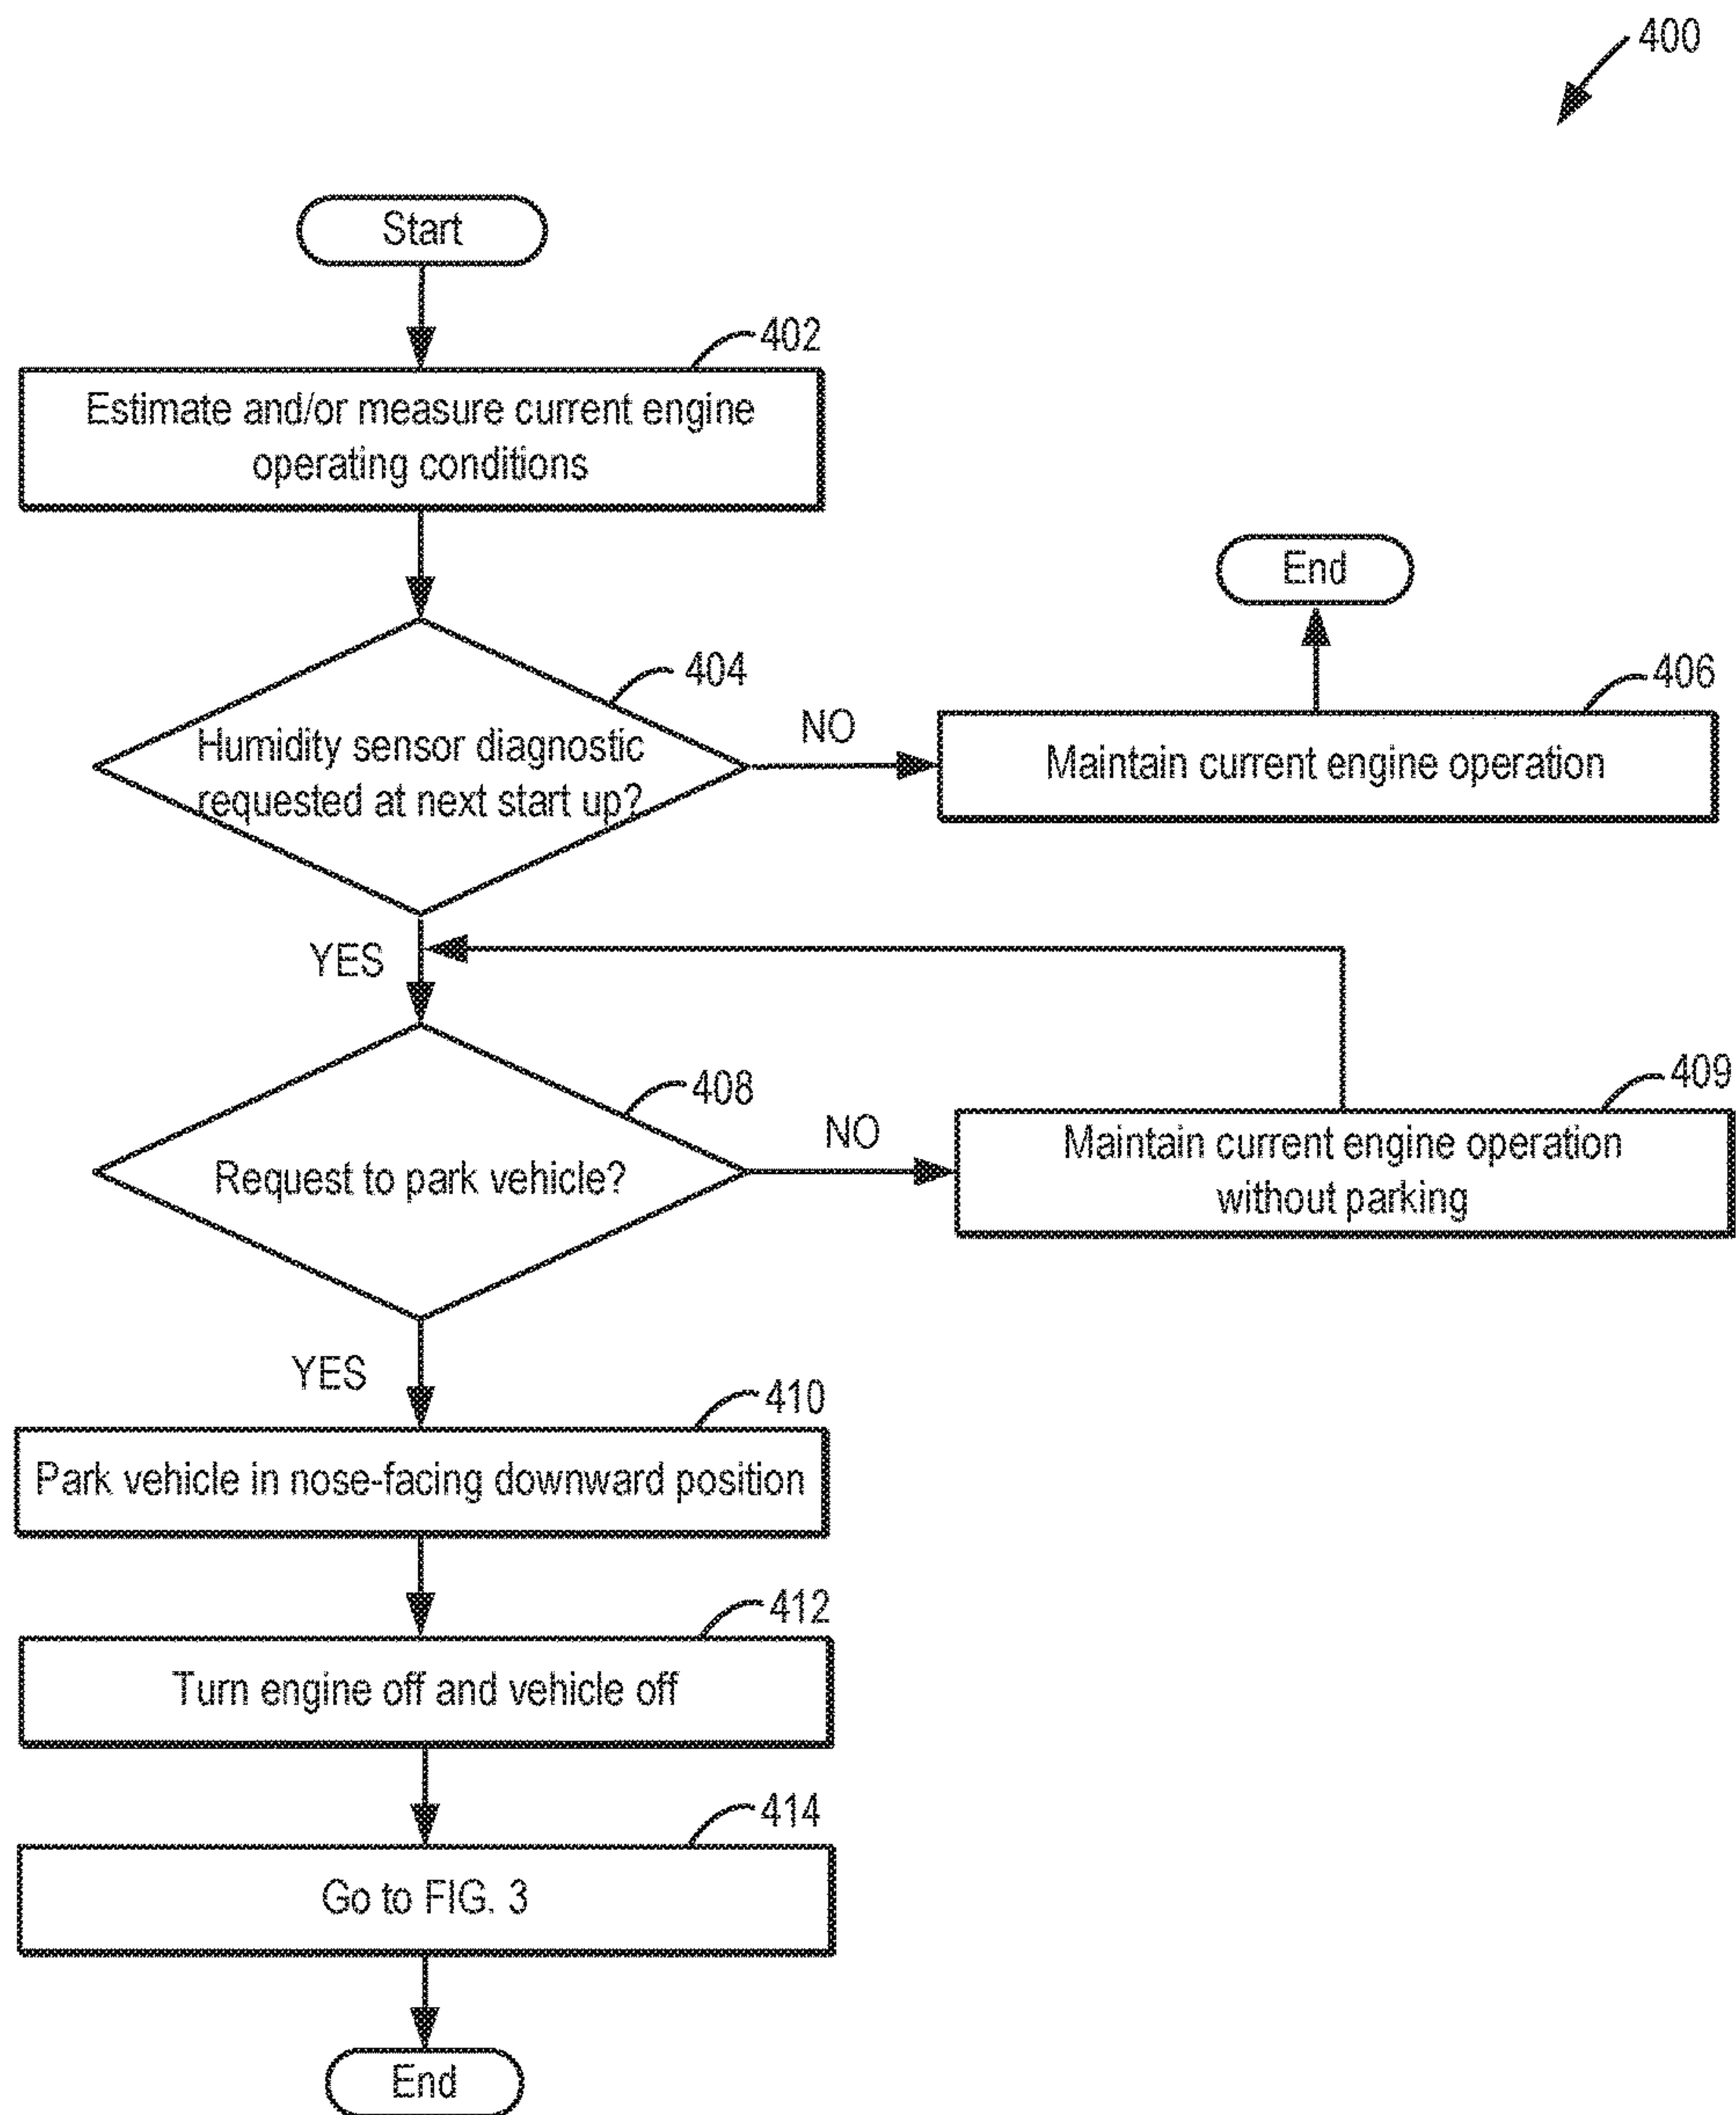 400
Start
402
Estimate and/or measure current engine
operating conditions
End
404
406
Humidity sensor diagnostic
requested at next start up?
NO
Maintain current engine operation
YES
408
409
Request to park vehicle?
NO
Maintain current engine operation
without parking
YES
410
Park vehicle in nose-facing downward position
412
Turn engine off and vehicle off
414
Go to FIG. 3
End